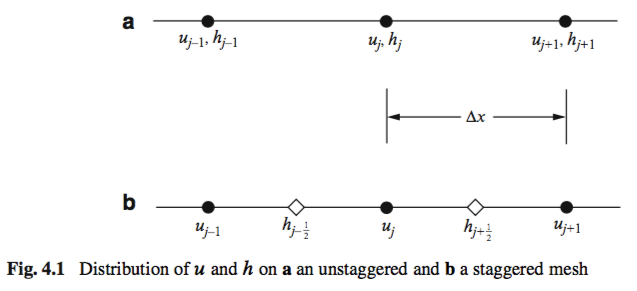 a
u_{j–1}, h_{j–1} u_j, h_j u_{j+1}, h_{j+1}
Δx
b
u_{j–1} h_{j–\frac{1}{2}} u_j h_{j+\frac{1}{2}} u_{j+1}
Fig. 4.1 Distribution of u and h on a an unstaggered and b a staggered mesh